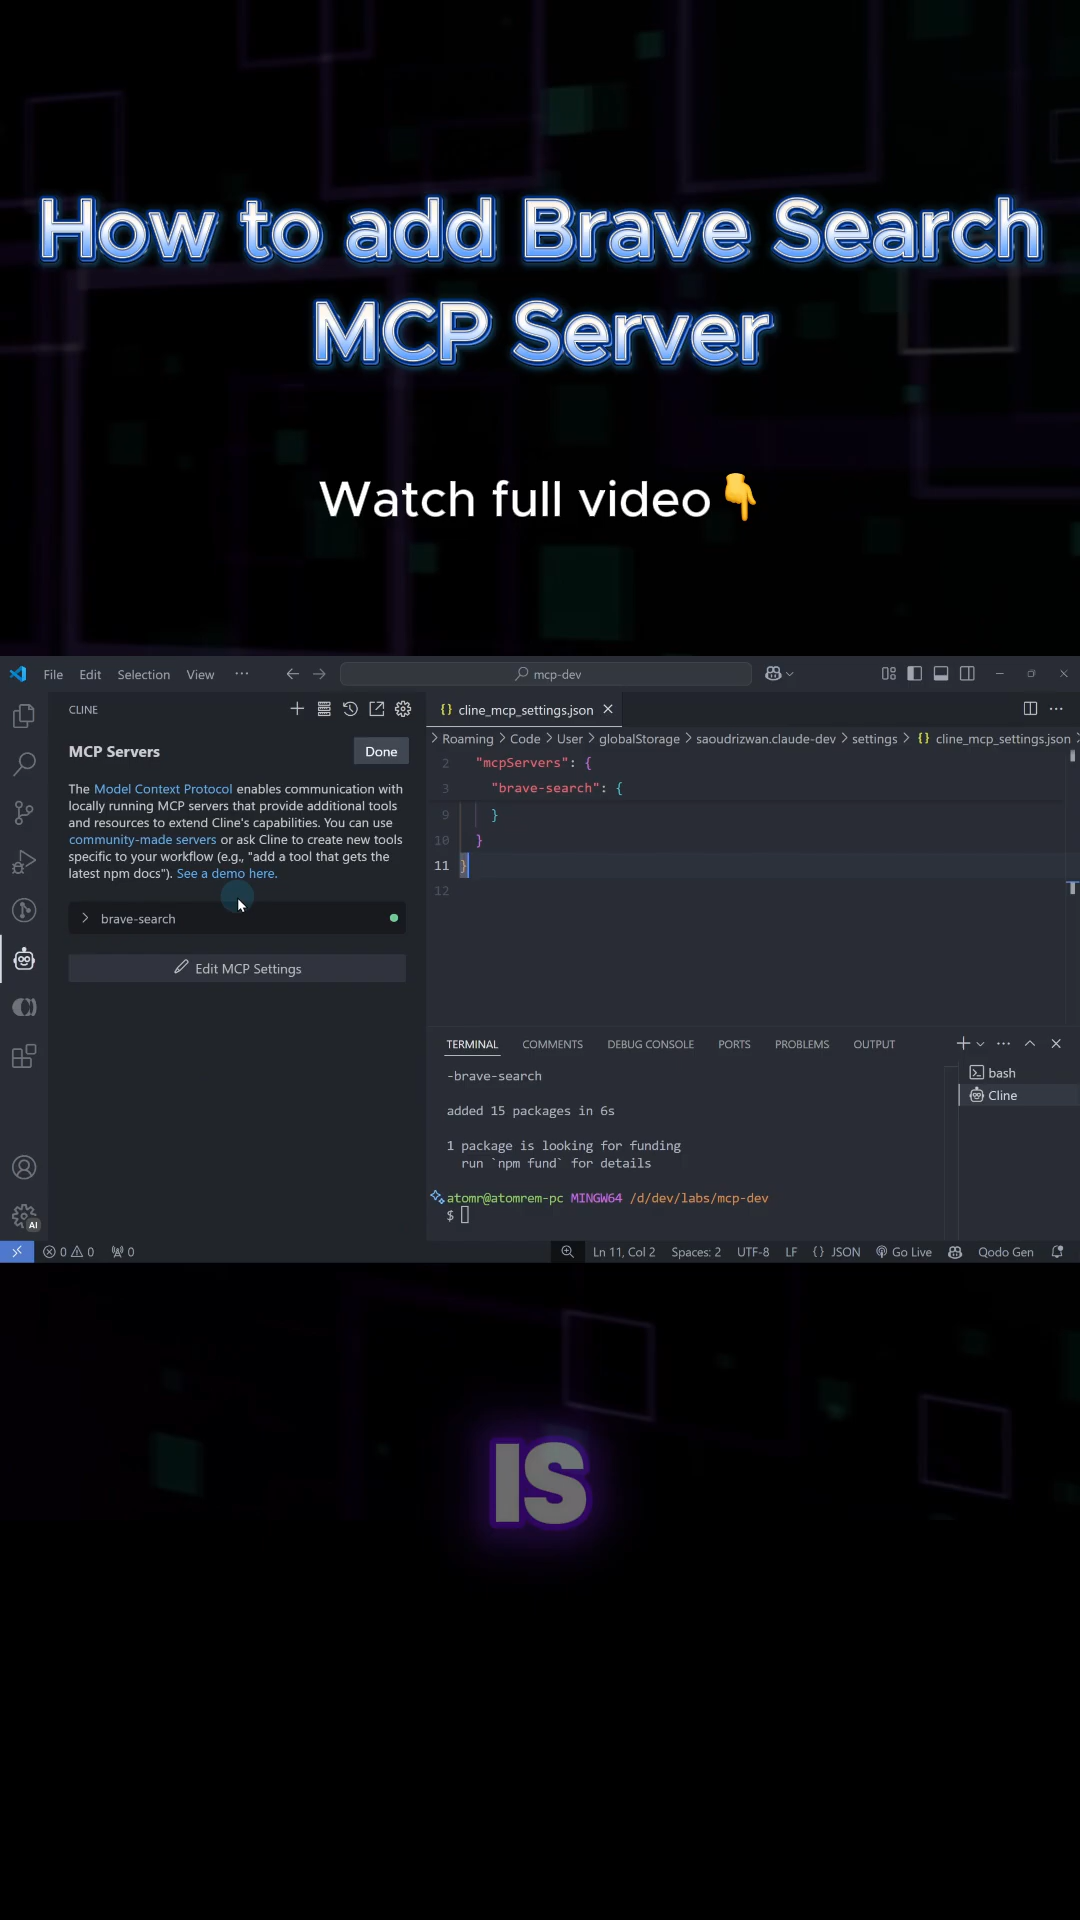 How to add Brave Search
MCP Server
Watch full video👇
File Edit Selection View ··· mcp-dev
CLINE
cline_mcp_settings.json
MCP Servers
Done
The Model Context Protocol enables communication with
locally running MCP servers that provide additional tools
and resources to extend Cline's capabilities. You can use
community-made servers or ask Cline to create new tools
specific to your workflow (e.g., "add a tool that gets the
latest npm docs"). See a demo here.
brave-search
Edit MCP Settings
> Roaming > Code > User > globalStorage > saoudrizwan.claude-dev > settings > {} cline_mcp_settings.json >
2 "mcpServers": {
3 "brave-search": {
9 }
10 }
11 }
12
TERMINAL COMMENTS DEBUG CONSOLE PORTS PROBLEMS OUTPUT
-brave-search
added 15 packages in 6s
1 package is looking for funding
run `npm fund` for details
atomr@atomrem-pc MINGW64 /d/dev/labs/mcp-dev
$
bash
Cline
AI
0 0 0 Ln 11, Col 2 Spaces: 2 UTF-8 LF {} JSON Go Live Qodo Gen
IS